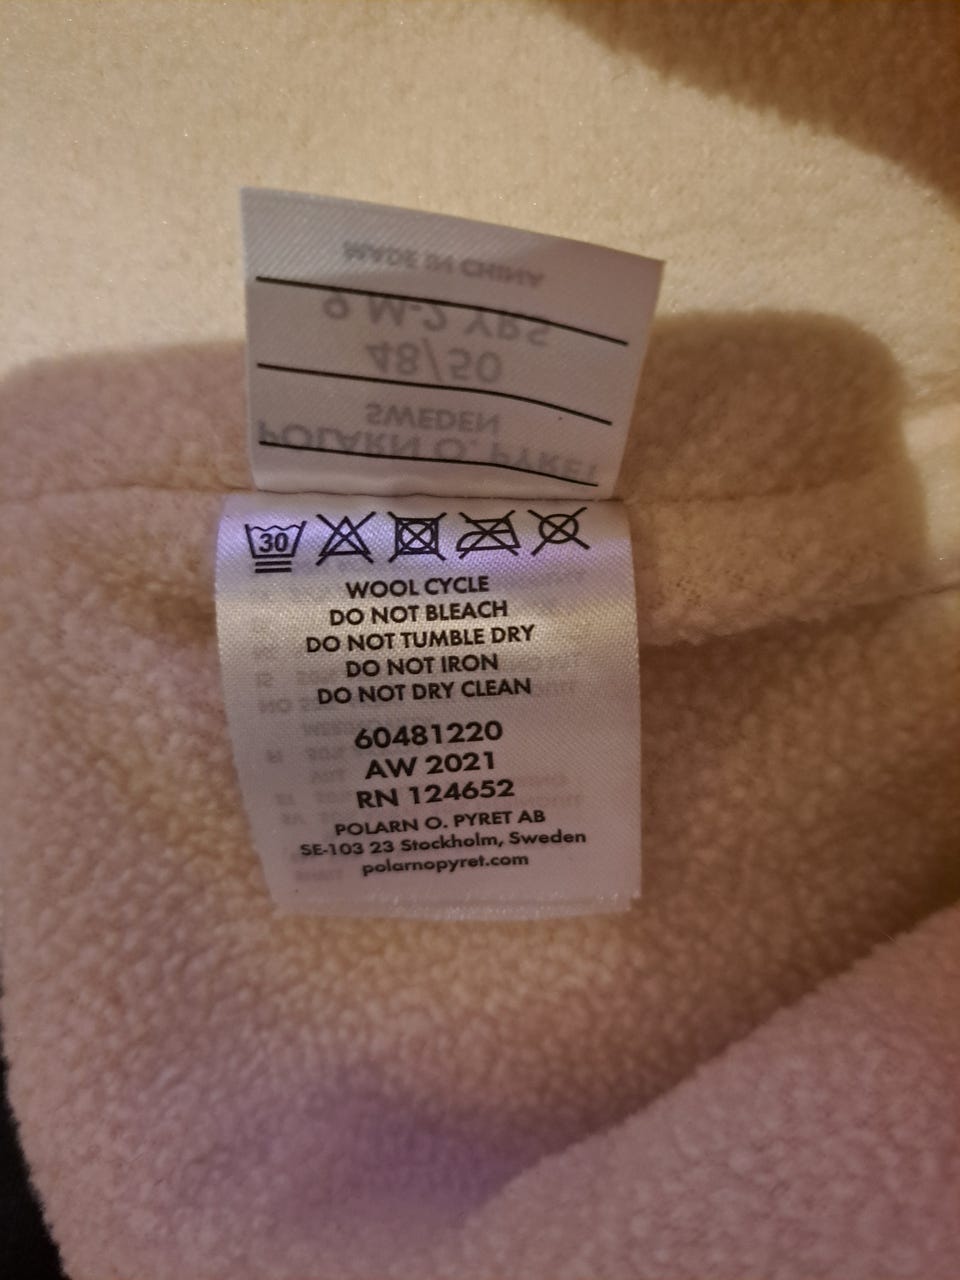 MADE IN CHINA
9 M-2 YRS
48/50
SWEDEN
POLARN O. PYRET
30
WOOL CYCLE
DO NOT BLEACH
DO NOT TUMBLE DRY
DO NOT IRON
DO NOT DRY CLEAN
60481220
AW 2021
RN 124652
POLARN O. PYRET AB
SE-103 23 Stockholm, Sweden
polarnopyret.com